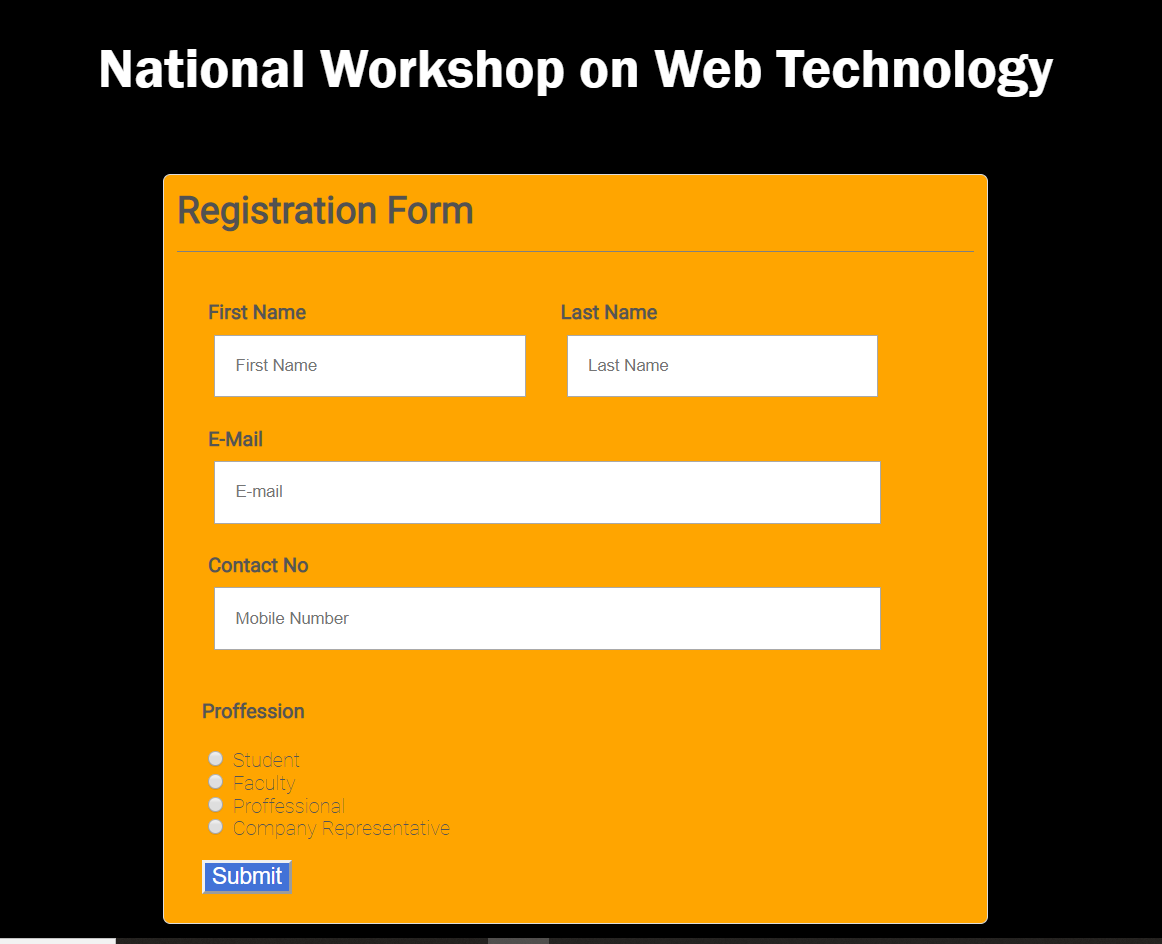 National Workshop on Web Technology
Registration Form
First Name Last Name
First Name Last Name
E-Mail
E-mail
Contact No
Mobile Number
Proffession
Student
Faculty
Proffessional
Company Representative
Submit